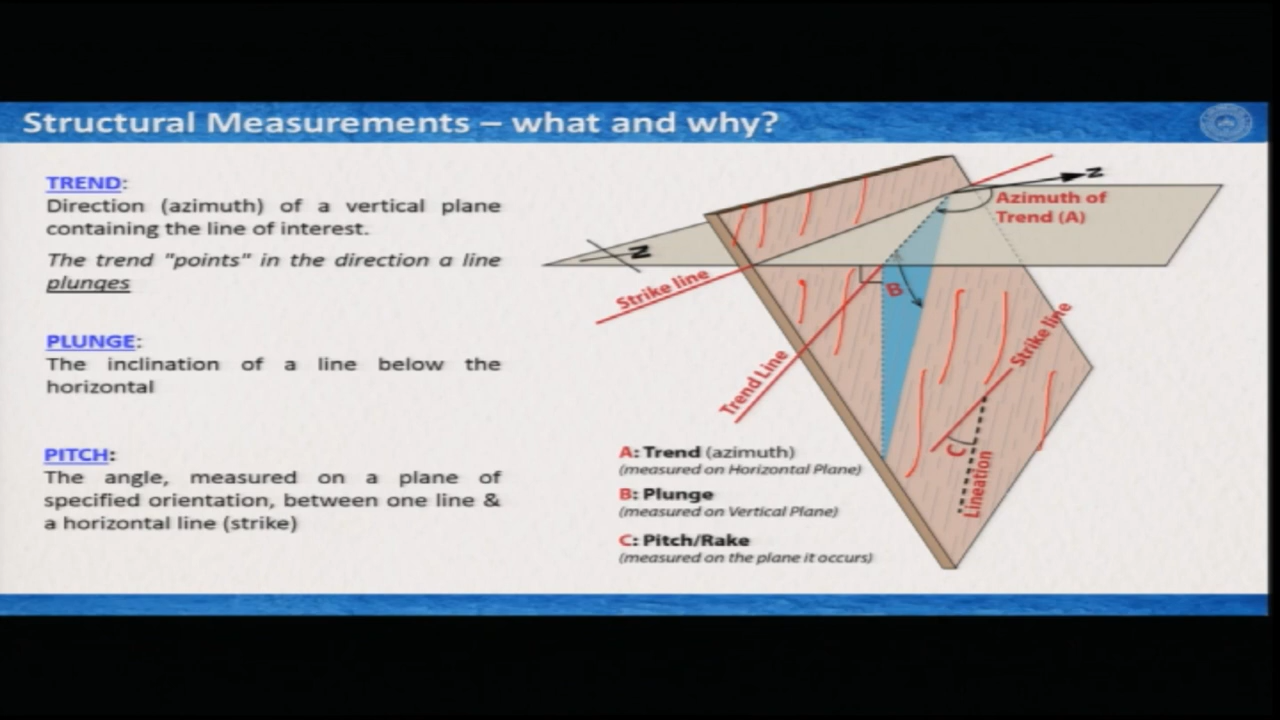 Structural Measurements – what and why?
TREND:
Direction (azimuth) of a vertical plane
containing the line of interest.
The trend "points" in the direction a line
plunges
PLUNGE:
The inclination of a line below the
horizontal
PITCH:
The angle, measured on a plane of
specified orientation, between one line &
a horizontal line (strike)
N
Azimuth of
Trend (A)
N
Strike line
B
Trend Line
Strike line
C
Lineation
A: Trend (azimuth)
(measured on Horizontal Plane)
B: Plunge
(measured on Vertical Plane)
C: Pitch/Rake
(measured on the plane it occurs)